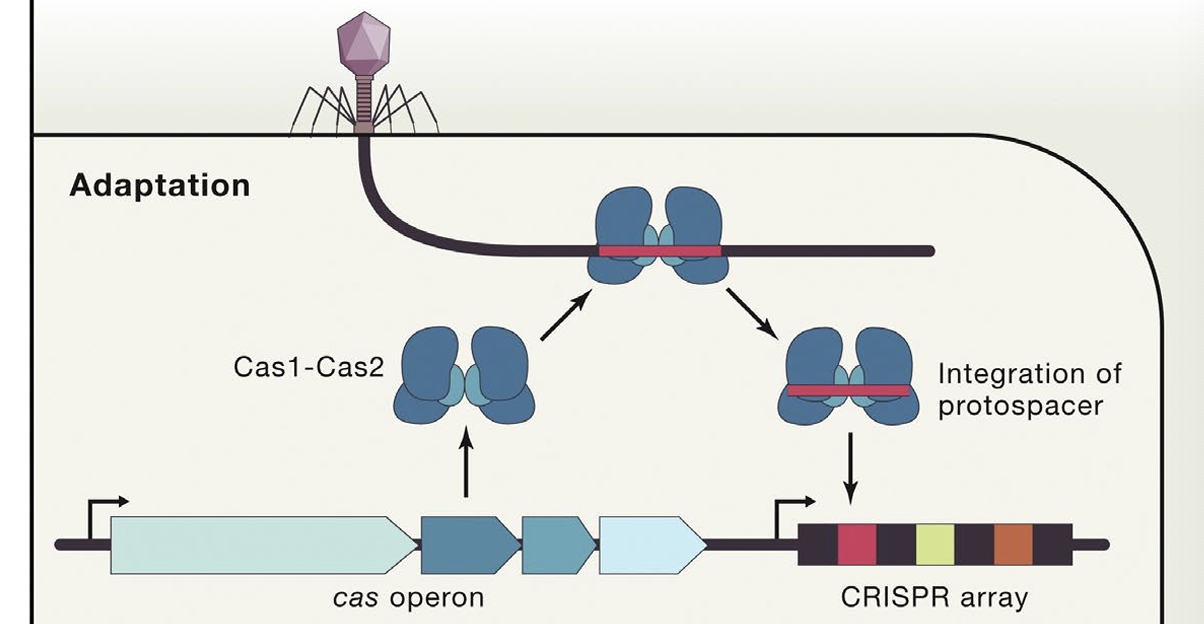 Adaptation
Cas1-Cas2
Integration of
protospacer
cas operon
CRISPR array